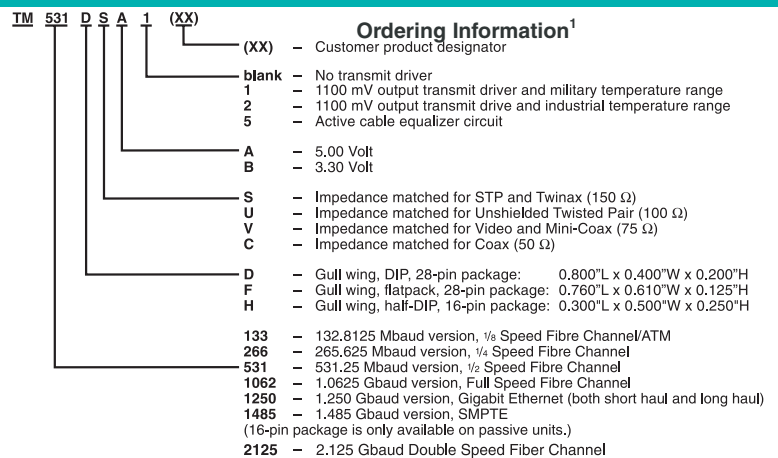 TM 531 D S A 1 (XX)
Ordering Information¹
(XX) – Customer product designator
blank – No transmit driver
1 – 1100 mV output transmit driver and military temperature range
2 – 1100 mV output transmit drive and industrial temperature range
5 – Active cable equalizer circuit
A – 5.00 Volt
B – 3.30 Volt
S – Impedance matched for STP and Twinax (150 Ω)
U – Impedance matched for Unshielded Twisted Pair (100 Ω)
V – Impedance matched for Video and Mini-Coax (75 Ω)
C – Impedance matched for Coax (50 Ω)
D – Gull wing, DIP, 28-pin package: 0.800”L x 0.400”W x 0.200”H
F – Gull wing, flatpack, 28-pin package: 0.760”L x 0.610”W x 0.125”H
H – Gull wing, half-DIP, 16-pin package: 0.300"L x 0.500"W x 0.250"H
133 – 132.8125 Mbaud version, 1/8 Speed Fibre Channel/ATM
266 – 265.625 Mbaud version, 1/4 Speed Fibre Channel
531 – 531.25 Mbaud version, 1/2 Speed Fibre Channel
1062 – 1.0625 Gbaud version, Full Speed Fibre Channel
1250 – 1.250 Gbaud version, Gigabit Ethernet (both short haul and long haul)
1485 – 1.485 Gbaud version, SMPTE
(16-pin package is only available on passive units.)
2125 – 2.125 Gbaud Double Speed Fiber Channel